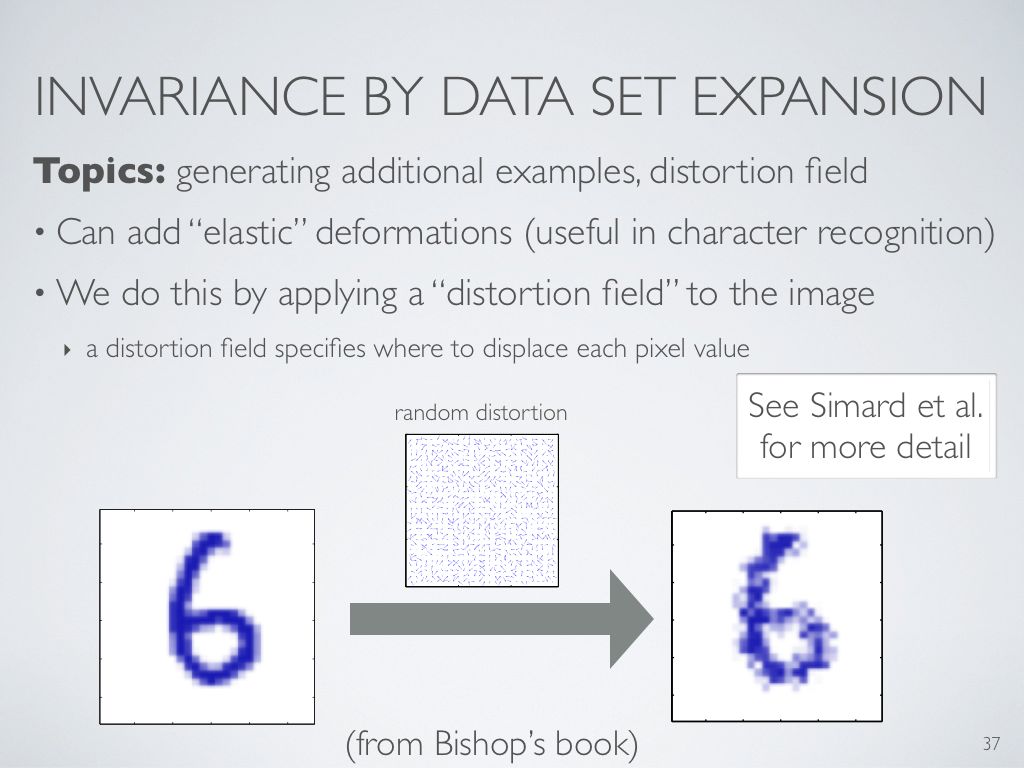 INVARIANCE BY DATA SET EXPANSION
Topics: generating additional examples, distortion field
• Can add “elastic” deformations (useful in character recognition)
• We do this by applying a “distortion field” to the image
‣ a distortion field specifies where to displace each pixel value
See Simard et al.
for more detail
random distortion
6
6
(from Bishop’s book)
37